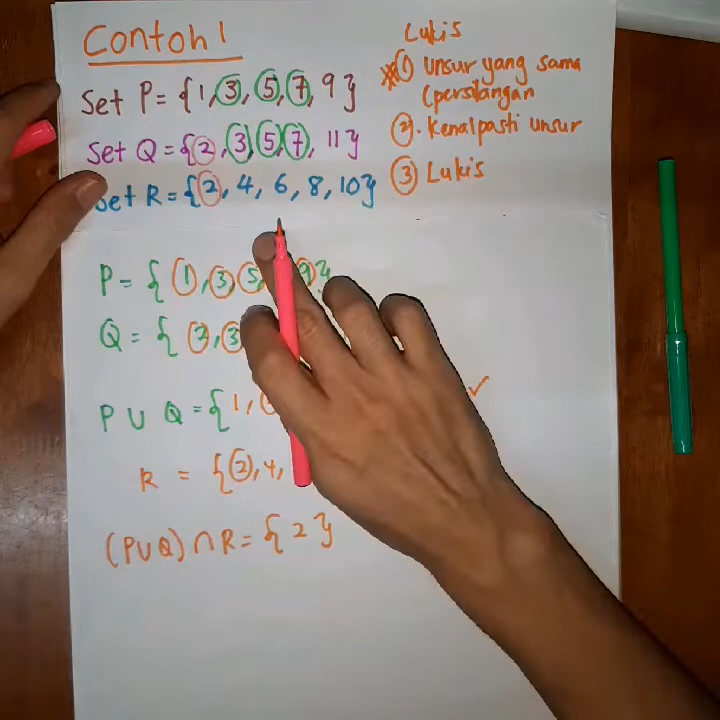 Contoh 1
Set P = {1, 3, 5, 7, 9}
Set Q = {2, 3, 5, 7, 11}
Set R = {2, 4, 6, 8, 10}
Lukis
① Unsur yang sama
(persilangan
②. Kenalpasti unsur
③ Lukis
P = { 1, 3, 5, 9 }
Q = { 2, 3
P ∪ Q = { 1,
R = { 2, 4,
(P ∪ Q) ∩ R = { 2 }